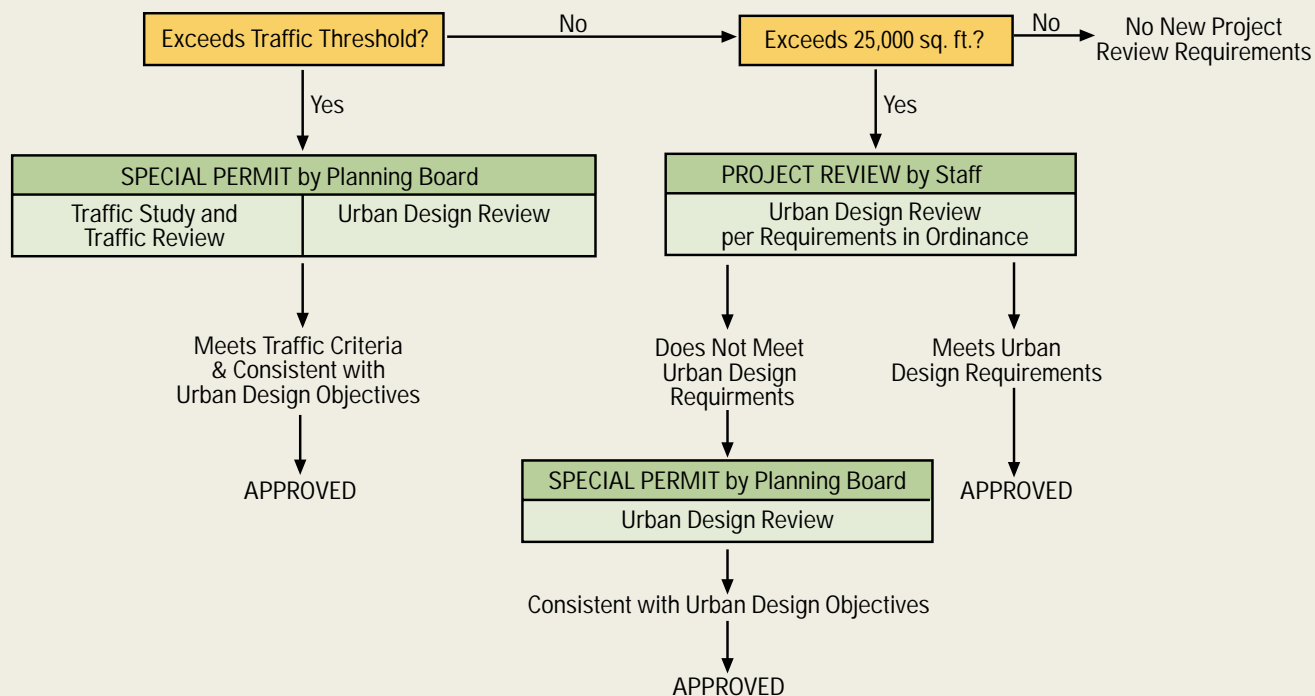 Exceeds Traffic Threshold?
No
Exceeds 25,000 sq. ft.?
No
No New Project
Review Requirements
Yes
Yes
SPECIAL PERMIT by Planning Board
Traffic Study and
Traffic Review
Urban Design Review
PROJECT REVIEW by Staff
Urban Design Review
per Requirements in Ordinance
Meets Traffic Criteria
& Consistent with
Urban Design Objectives
APPROVED
Does Not Meet
Urban Design
Requirments
Meets Urban
Design Requirements
SPECIAL PERMIT by Planning Board
Urban Design Review
APPROVED
Consistent with Urban Design Objectives
APPROVED